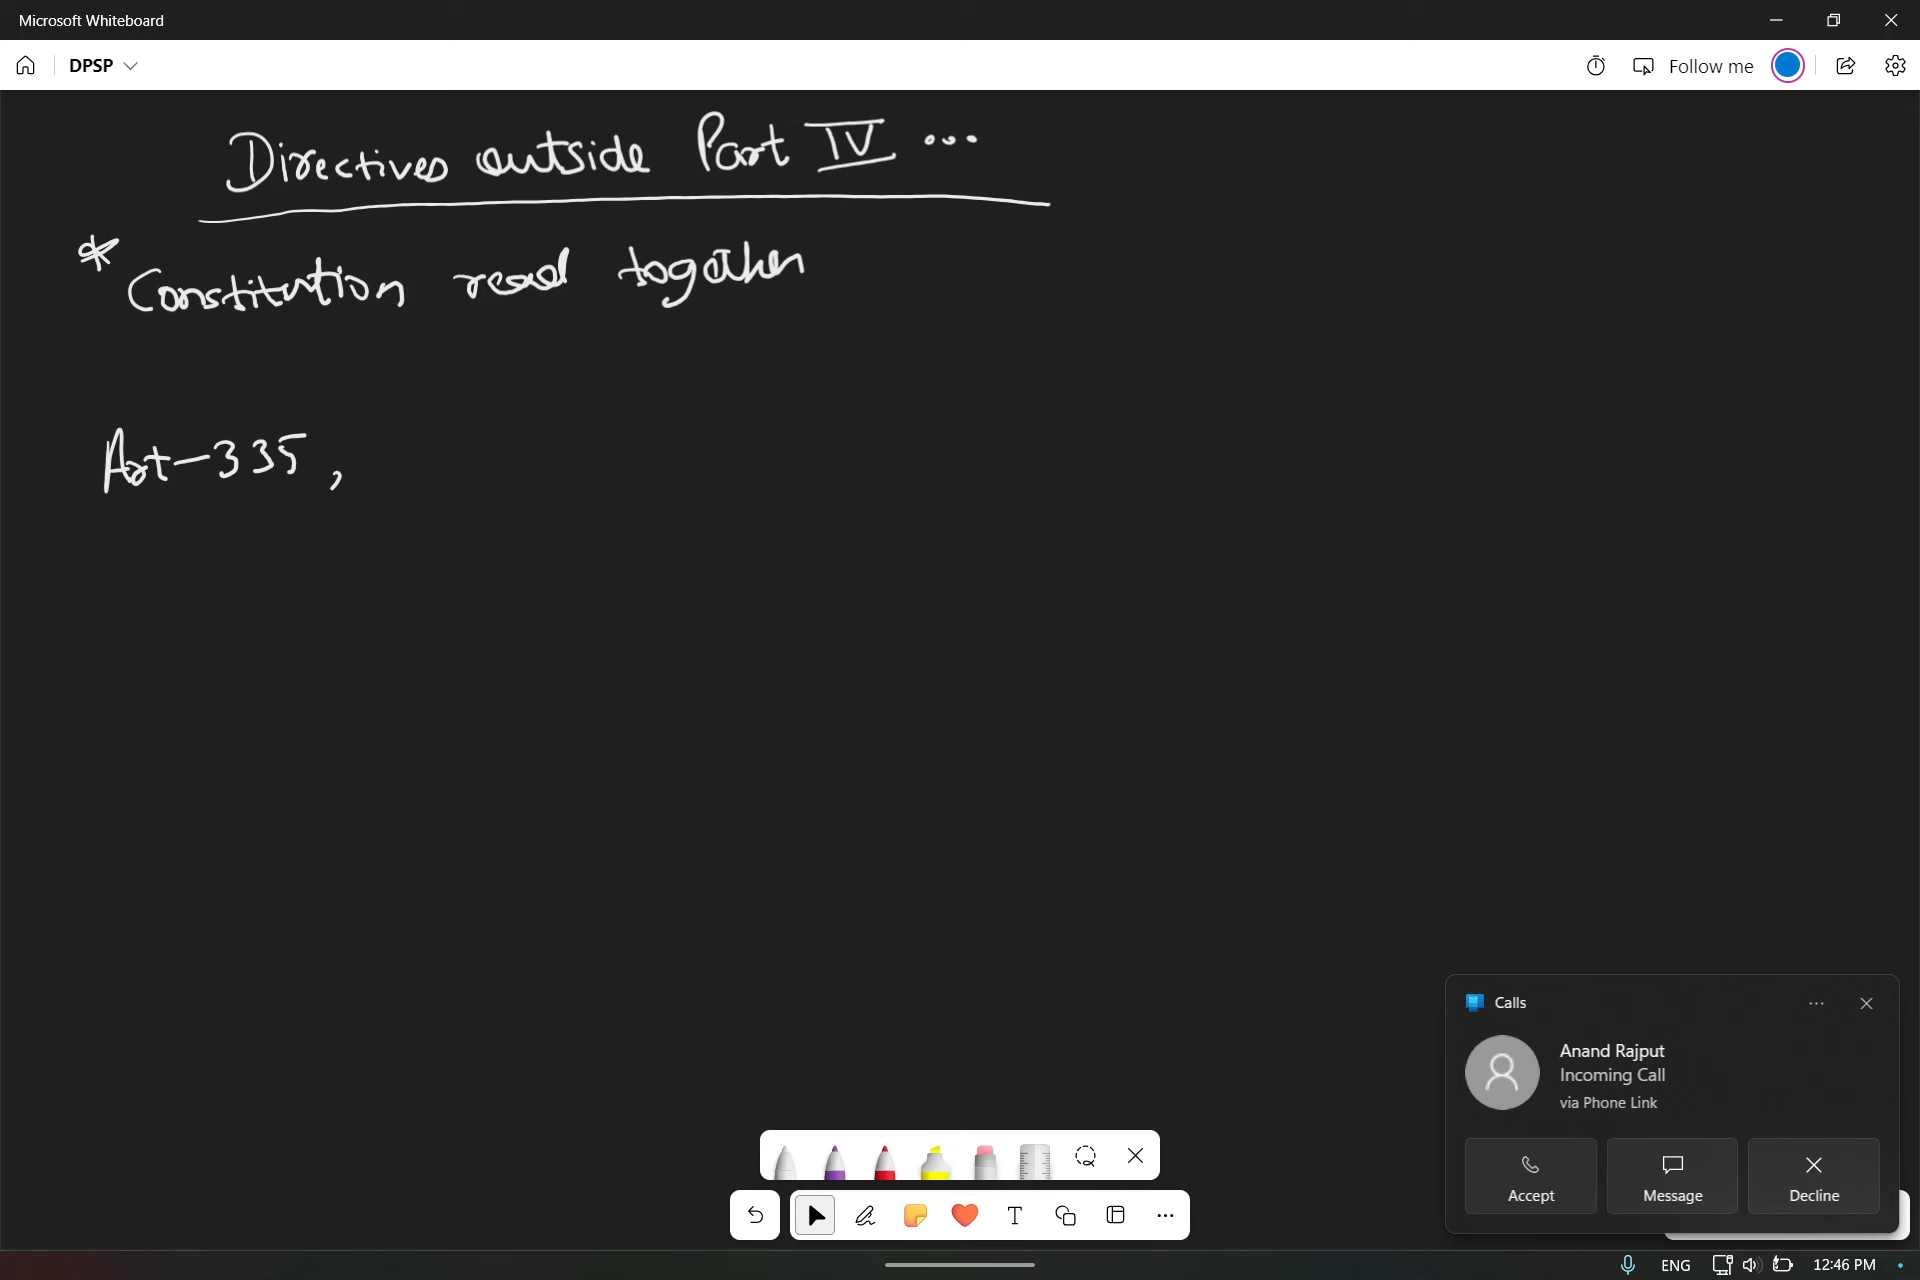 Microsoft Whiteboard
DPSP
Follow me
Directives outside Part IV ...
* Constitution read together
Art-335,
Calls
Anand Rajput
Incoming Call
via Phone Link
Accept Message Decline
T
ENG 12:46 PM